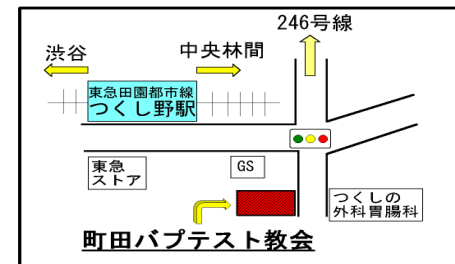 246号線
渋谷
中央林間
東急田園都市線
つくし野駅
東急
ストア
GS
つくしの
外科胃腸科
町田バプテスト教会